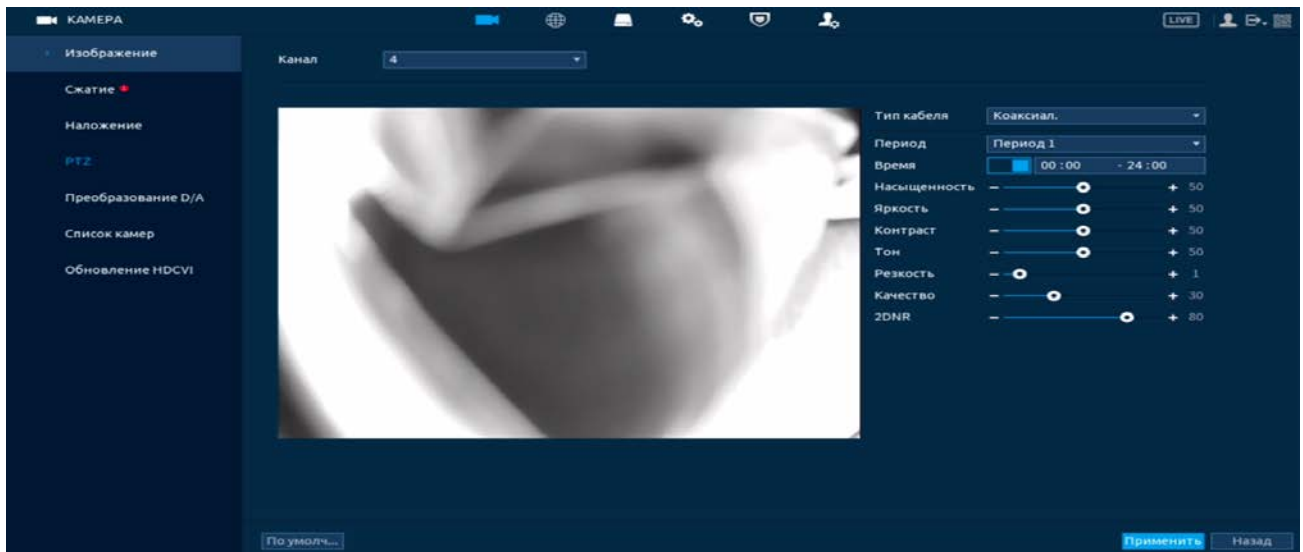 КАМЕРА
LIVE
Изображение
Сжатие
Наложение
PTZ
Преобразование D/A
Список камер
Обновление HDCVI
Канал 4
Тип кабеля Коаксиал.
Период Период 1
Время 00 : 00 - 24 : 00
Насыщенность - + 50
Яркость - + 50
Контраст - + 50
Тон - + 50
Резкость - + 1
Качество - + 30
2DNR - + 80
По умолч...
Применить
Назад